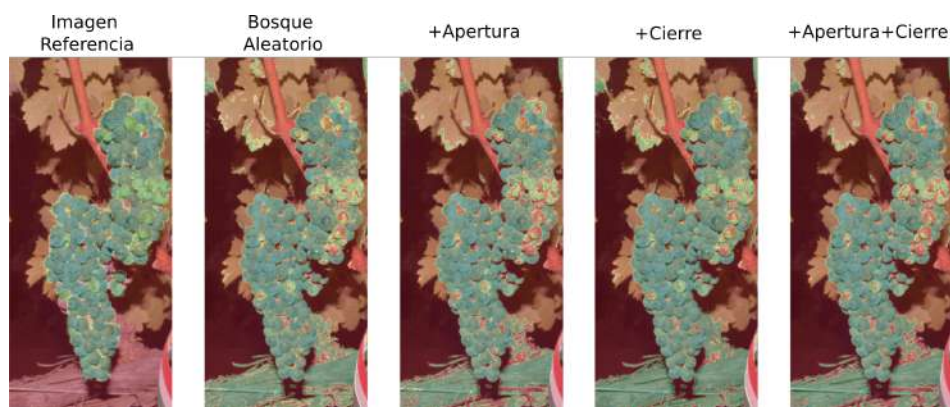 Imagen
Referencia
Bosque
Aleatorio
+Apertura
+Cierre
+Apertura+Cierre